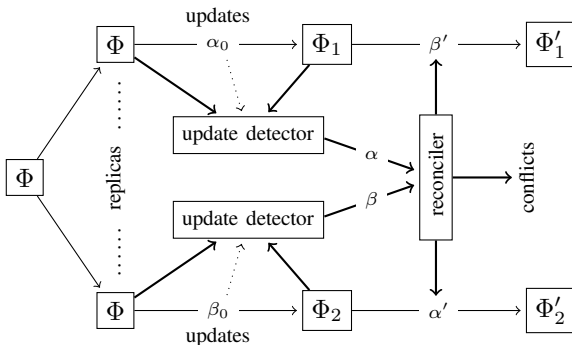 updates
Φ α₀ Φ₁ β′ Φ′₁
update detector
α
Φ replicas reconciler conflicts
β
update detector
Φ β₀ Φ₂ α′ Φ′₂
updates